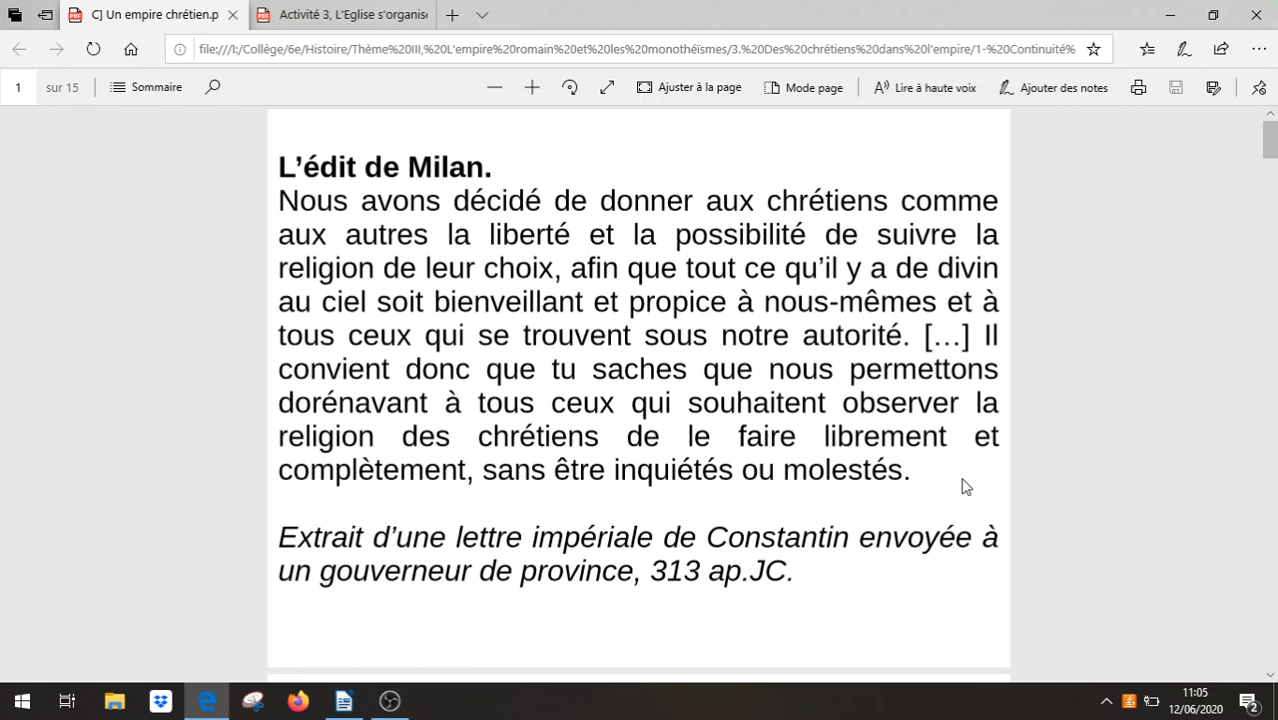 C] Un empire chrétien.p
Activité 3, L'Eglise s'organise
file:///I:/Collège/6e/Histoire/Thème%20III,%20L'empire%20romain%20et%20les%20monothéismes/3.%20Des%20chrétiens%20dans%20l'empire/1-%20Continuité%
1 sur 15 Sommaire Ajuster à la page Mode page Lire à haute voix Ajouter des notes
L’édit de Milan.
Nous avons décidé de donner aux chrétiens comme
aux autres la liberté et la possibilité de suivre la
religion de leur choix, afin que tout ce qu’il y a de divin
au ciel soit bienveillant et propice à nous-mêmes et à
tous ceux qui se trouvent sous notre autorité. […] Il
convient donc que tu saches que nous permettons
dorénavant à tous ceux qui souhaitent observer la
religion des chrétiens de le faire librement et
complètement, sans être inquiétés ou molestés.
Extrait d’une lettre impériale de Constantin envoyée à
un gouverneur de province, 313 ap.JC.
11:05
12/06/2020
2